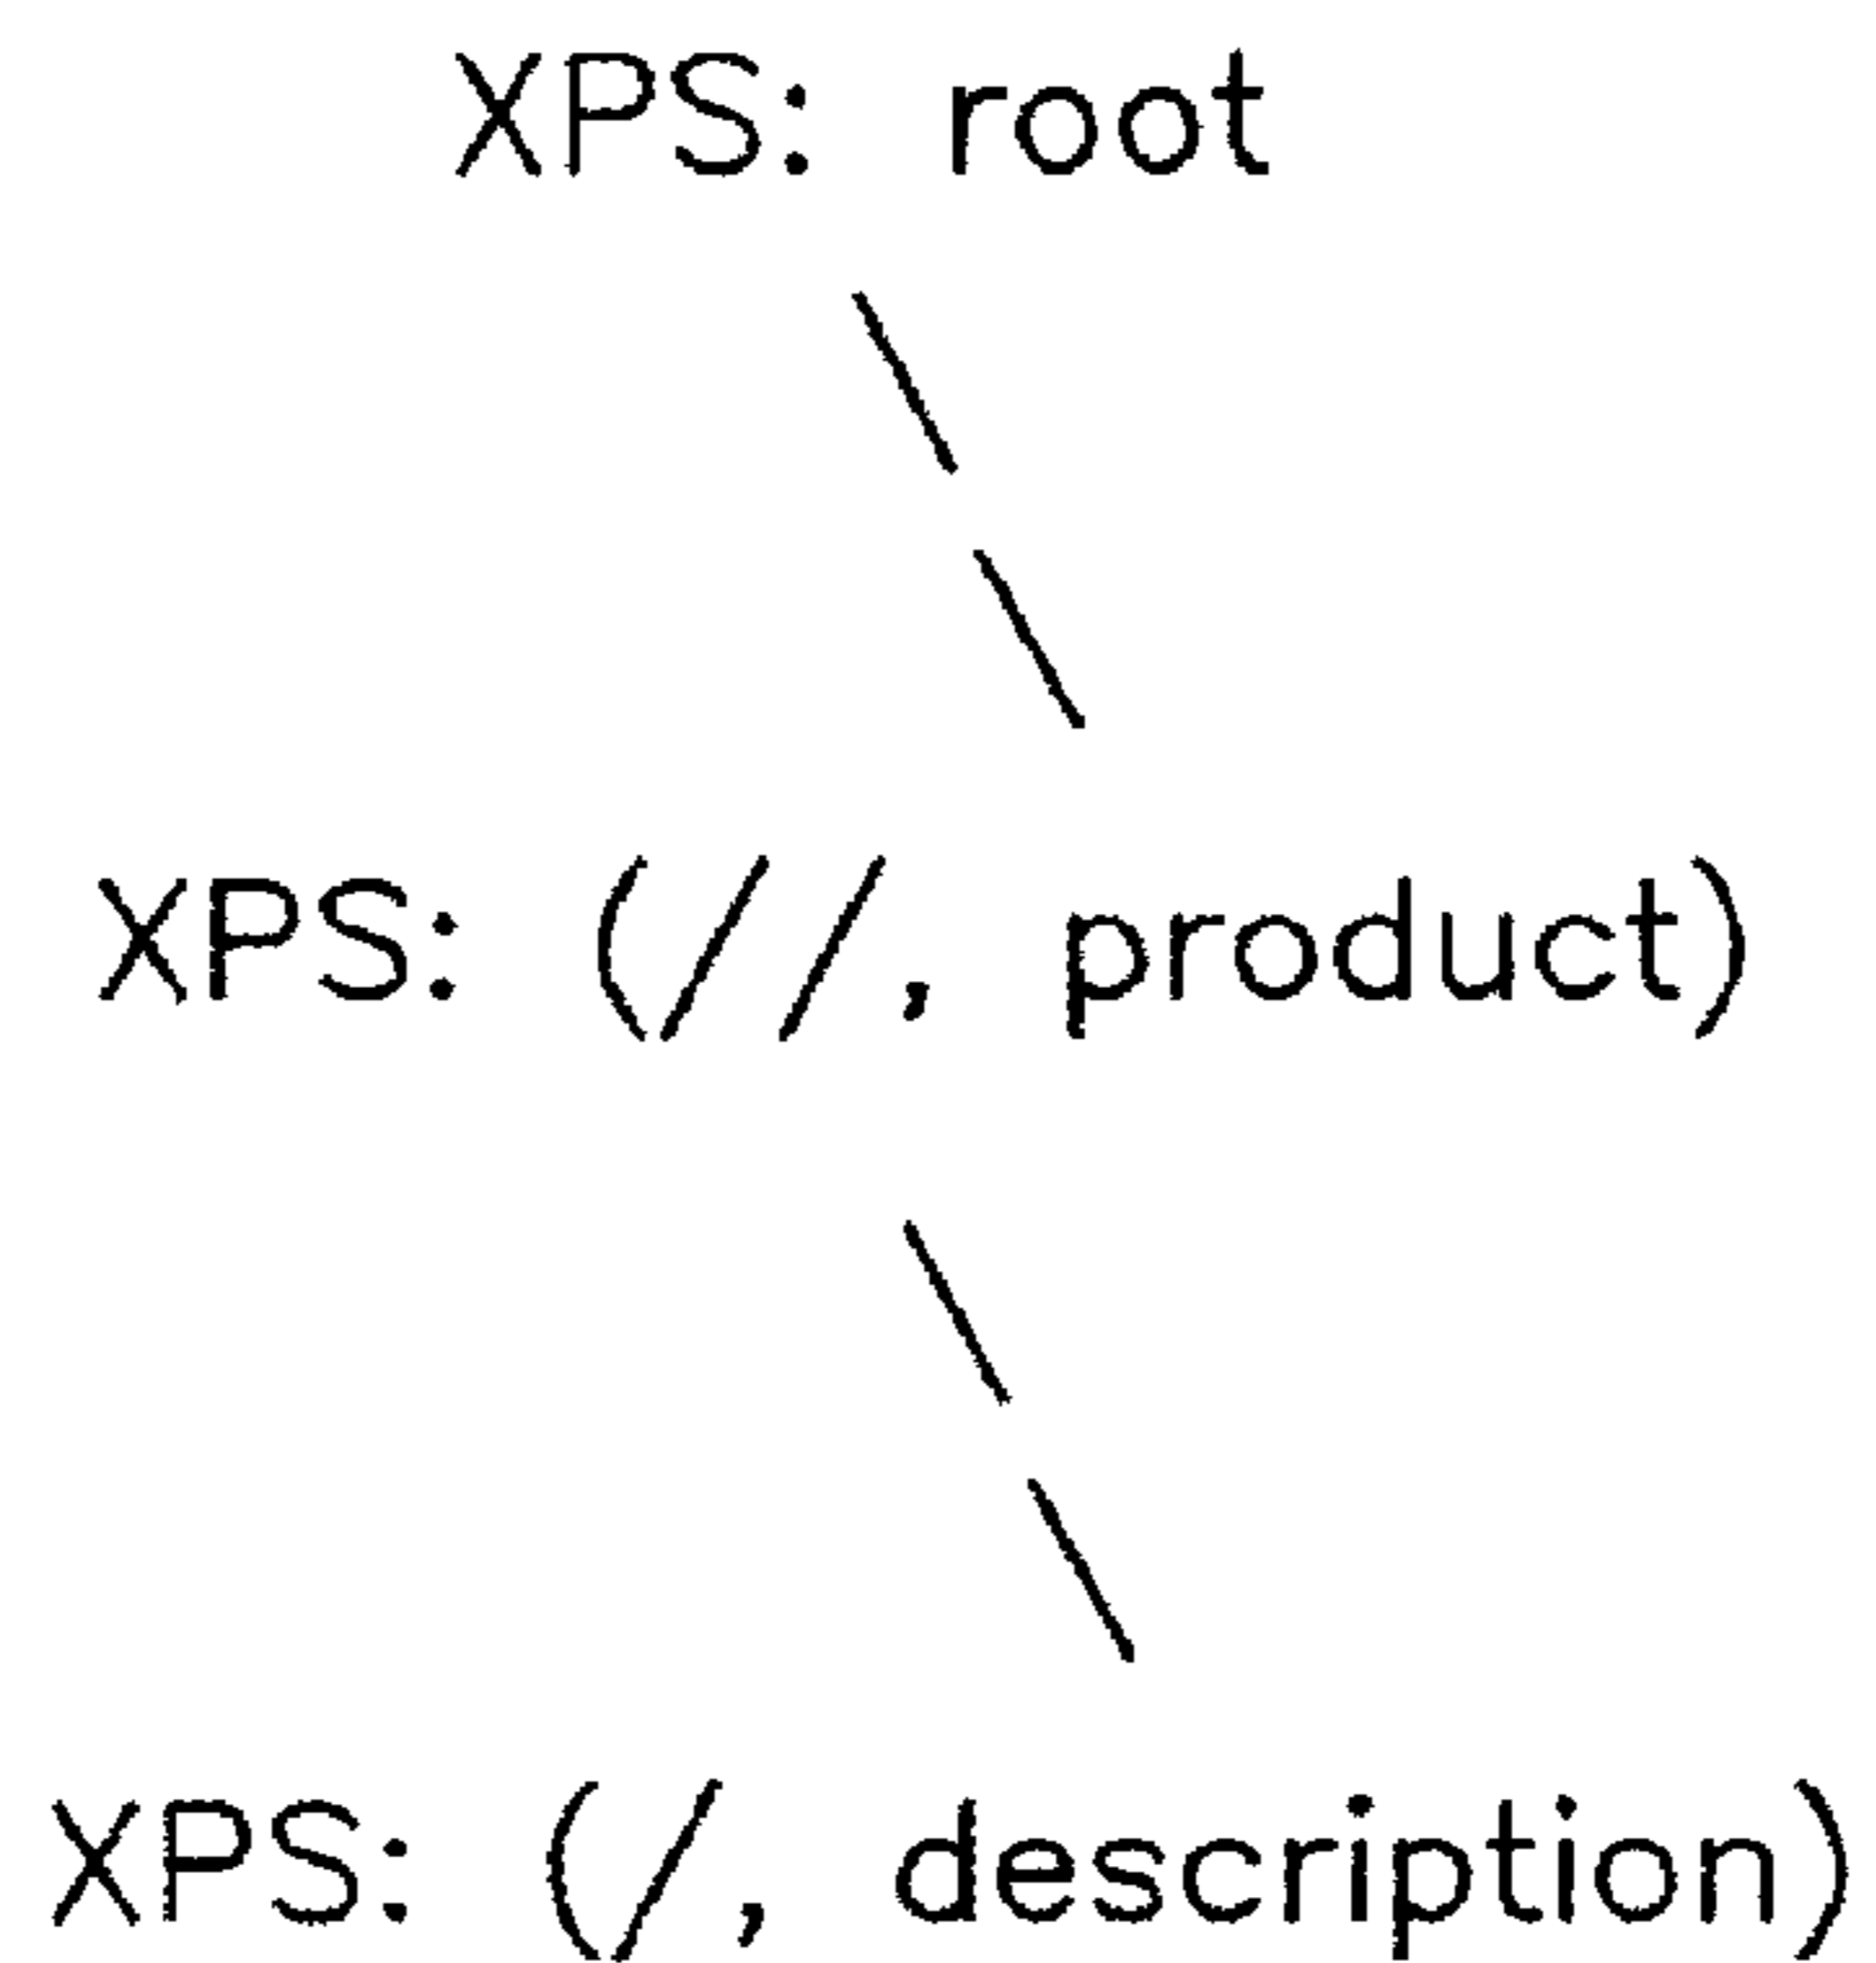 XPS: root
XPS: (//, product)
XPS: (/, description)